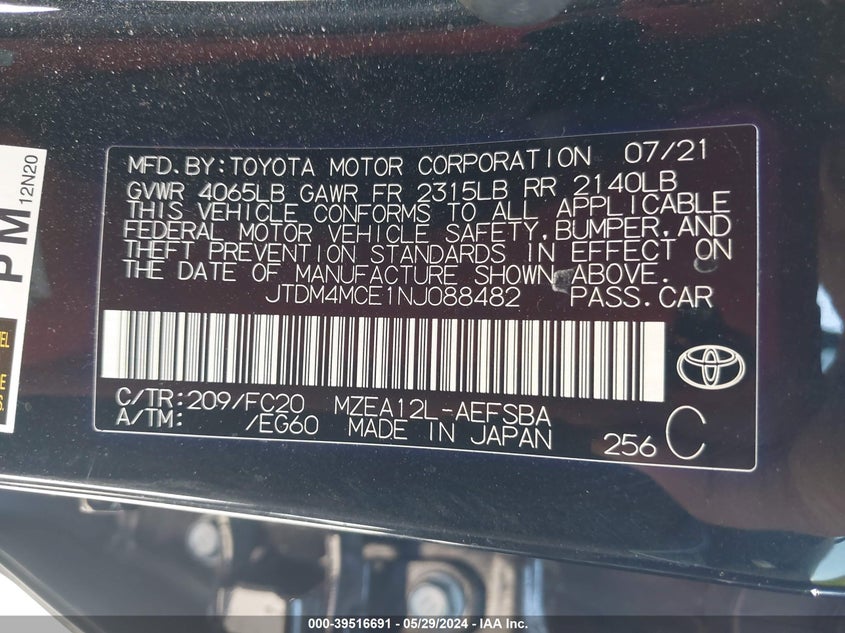 MFD.BY:TOYOTA MOTOR CORPORATION 07/21
GVWR 4065LB GAWR FR 2315LB RR 2140LB
THIS VEHICLE CONFORMS TO ALL APPLICABLE
FEDERAL MOTOR VEHICLE SAFETY,BUMPER,AND
THEFT PREVENTION STANDARDS IN EFFECT ON
THE DATE OF MANUFACTURE SHOWN ABOVE.
JTDM4MCE1NJ088482 PASS.CAR
C/TR:209/FC20 MZEA12L-AEFSBA
A/TM: /EG60 MADE IN JAPAN
256 C
PM
12N20
000-39516691 - 05/29/2024 - IAAI.com